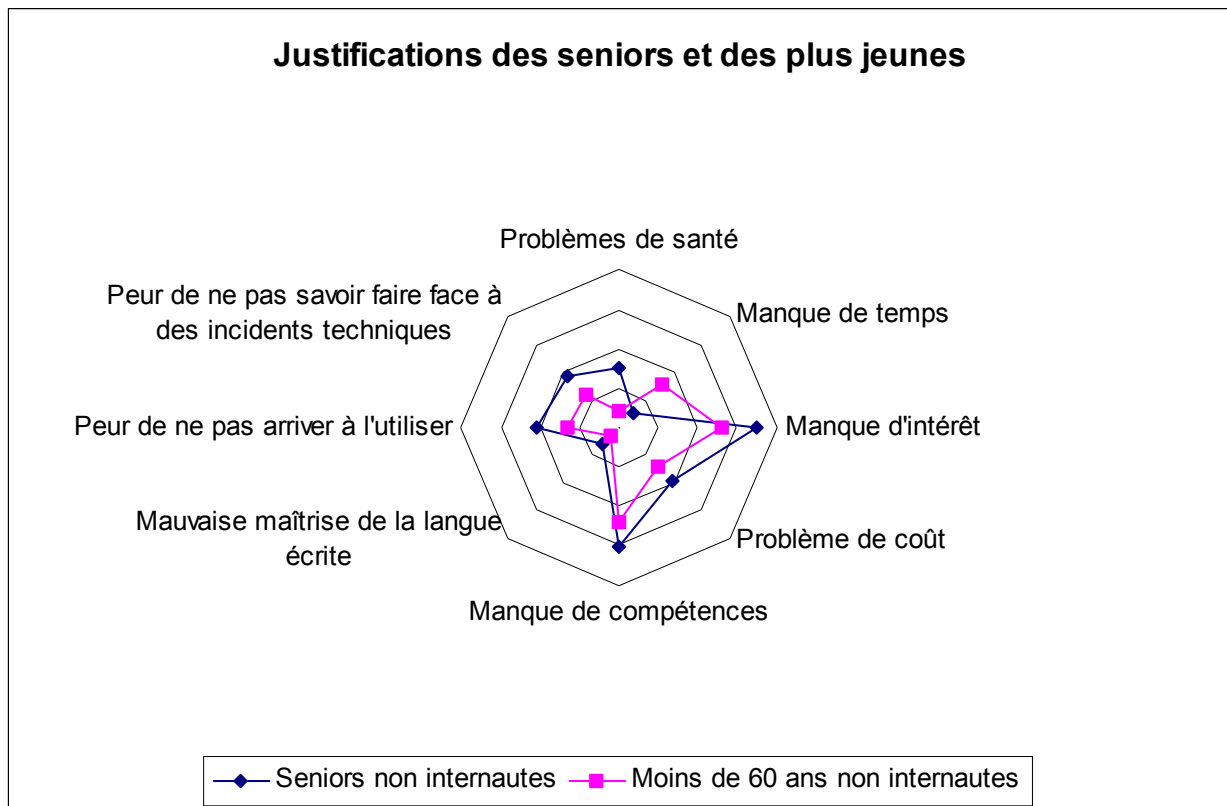 Justifications des seniors et des plus jeunes
Problèmes de santé
Manque de temps
Manque d'intérêt
Problème de coût
Manque de compétences
Mauvaise maîtrise de la langue
écrite
Peur de ne pas arriver à l'utiliser
Peur de ne pas savoir faire face à
des incidents techniques
Seniors non internautes
Moins de 60 ans non internautes